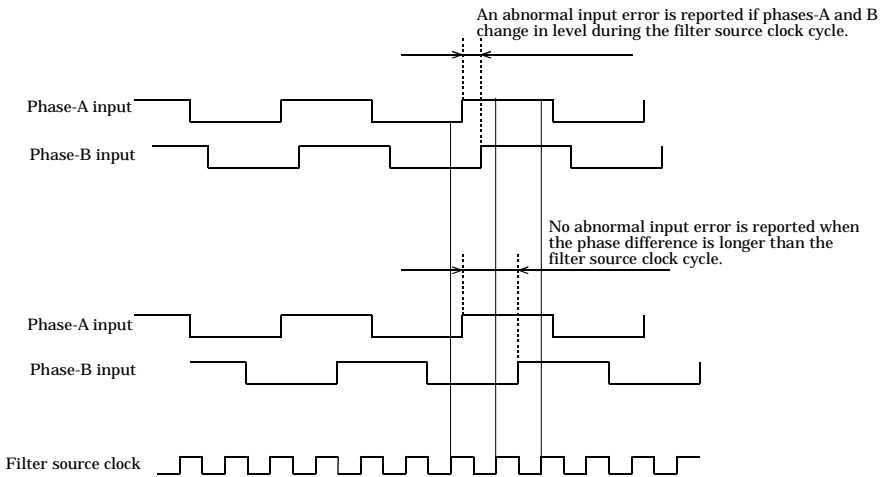 An abnormal input error is reported if phases-A and B
change in level during the filter source clock cycle.
Phase-A input
Phase-B input
No abnormal input error is reported when
the phase difference is longer than the
filter source clock cycle.
Phase-A input
Phase-B input
Filter source clock